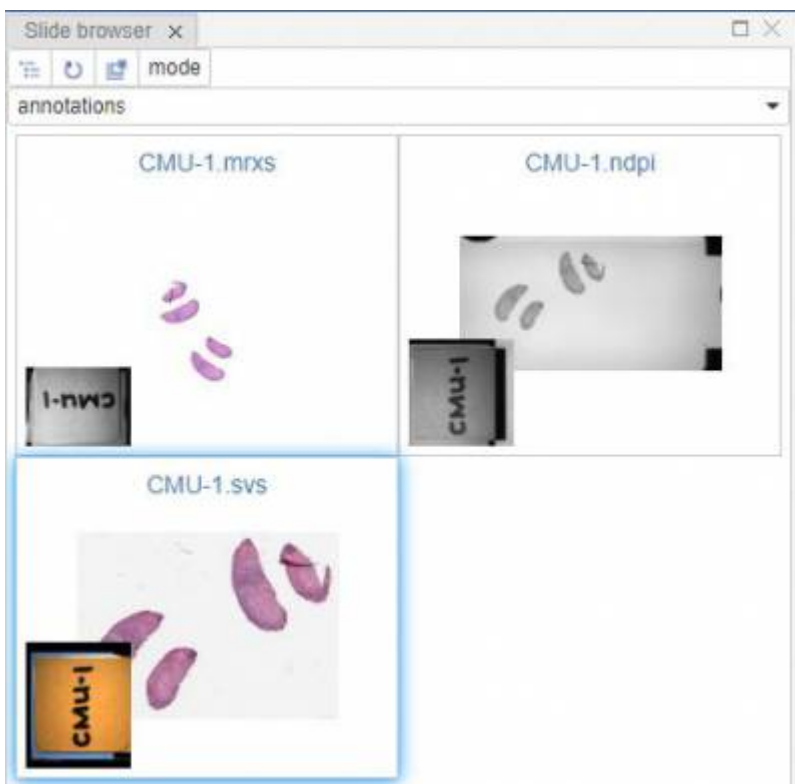 Slide browser x
mode
annotations
CMU-1.mrxs
CMU-1.ndpi
CMU-1
CMU-1
CMU-1.svs
CMU-1